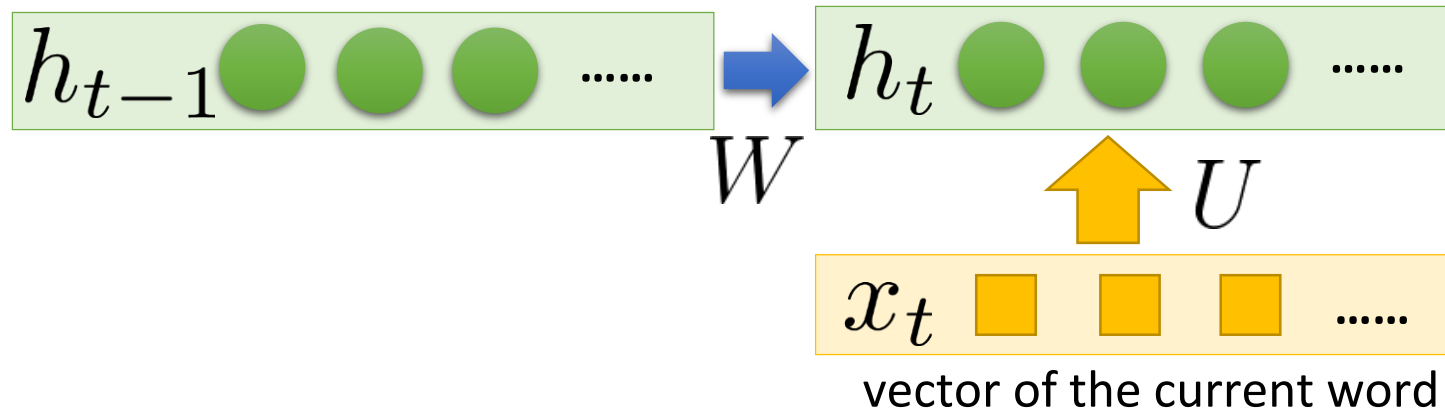 h_{t-1} ...... h_t ......
W
U
x_t ......
vector of the current word